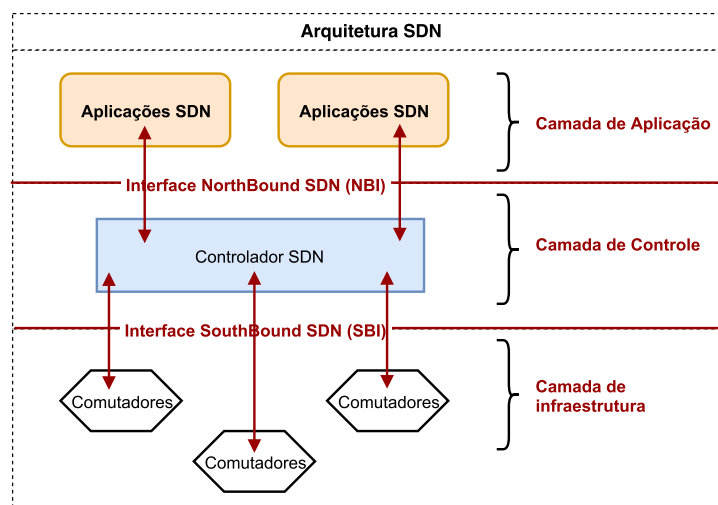 Arquitetura SDN
Aplicações SDN
Aplicações SDN
Camada de Aplicação
Interface NorthBound SDN (NBI)
Controlador SDN
Camada de Controle
Interface SouthBound SDN (SBI)
Comutadores
Comutadores
Camada de
infraestrutura
Comutadores